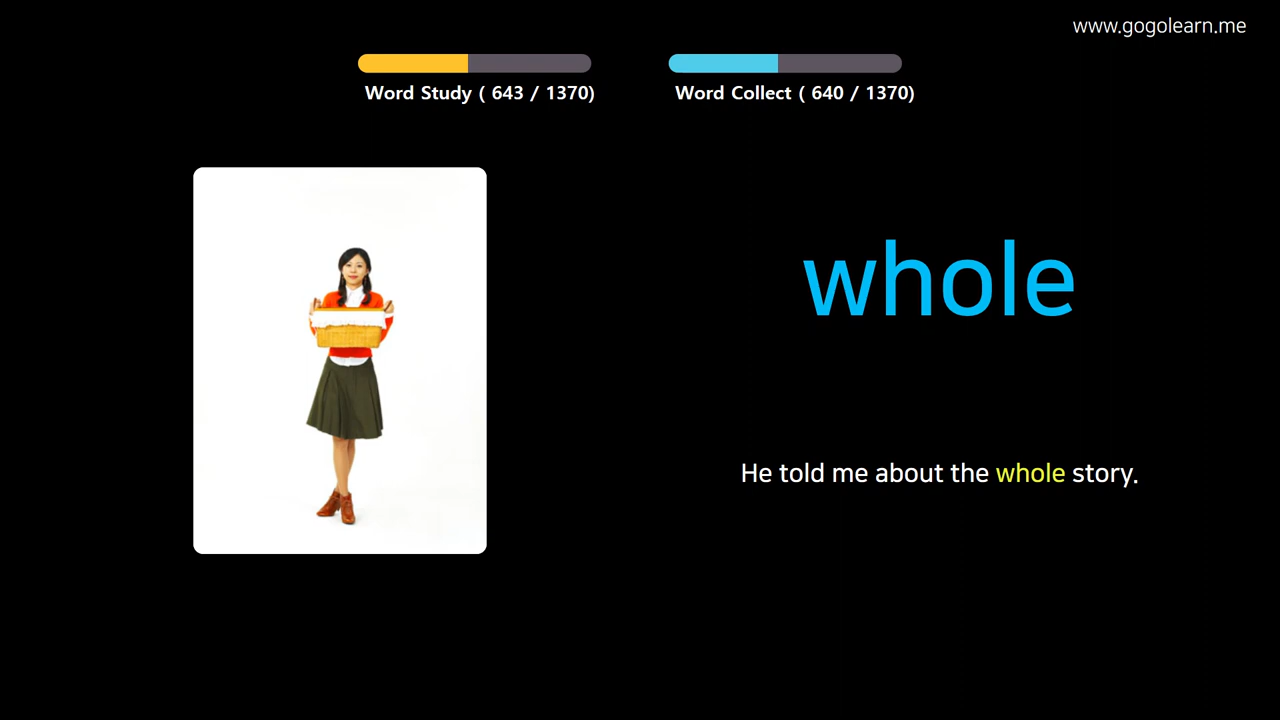 www.gogolearn.me
Word Study ( 643 / 1370)
Word Collect ( 640 / 1370)
whole
He told me about the whole story.